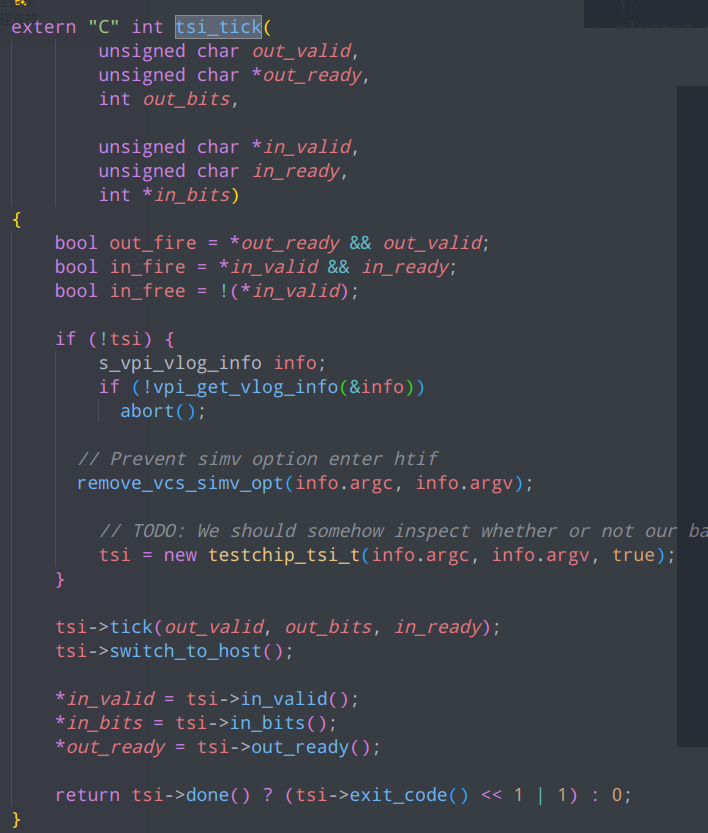 extern "C" int tsi_tick(
        unsigned char out_valid,
        unsigned char *out_ready,
        int out_bits,

        unsigned char *in_valid,
        unsigned char in_ready,
        int *in_bits)
{
    bool out_fire = *out_ready && out_valid;
    bool in_fire = *in_valid && in_ready;
    bool in_free = !(*in_valid);

    if (!tsi) {
        s_vpi_vlog_info info;
        if (!vpi_get_vlog_info(&info))
          abort();

      // Prevent simv option enter htif
      remove_vcs_simv_opt(info.argc, info.argv);

        // TODO: We should somehow inspect whether or not our ba
        tsi = new testchip_tsi_t(info.argc, info.argv, true);
    }

    tsi->tick(out_valid, out_bits, in_ready);
    tsi->switch_to_host();

    *in_valid = tsi->in_valid();
    *in_bits = tsi->in_bits();
    *out_ready = tsi->out_ready();

    return tsi->done() ? (tsi->exit_code() << 1 | 1) : 0;
}